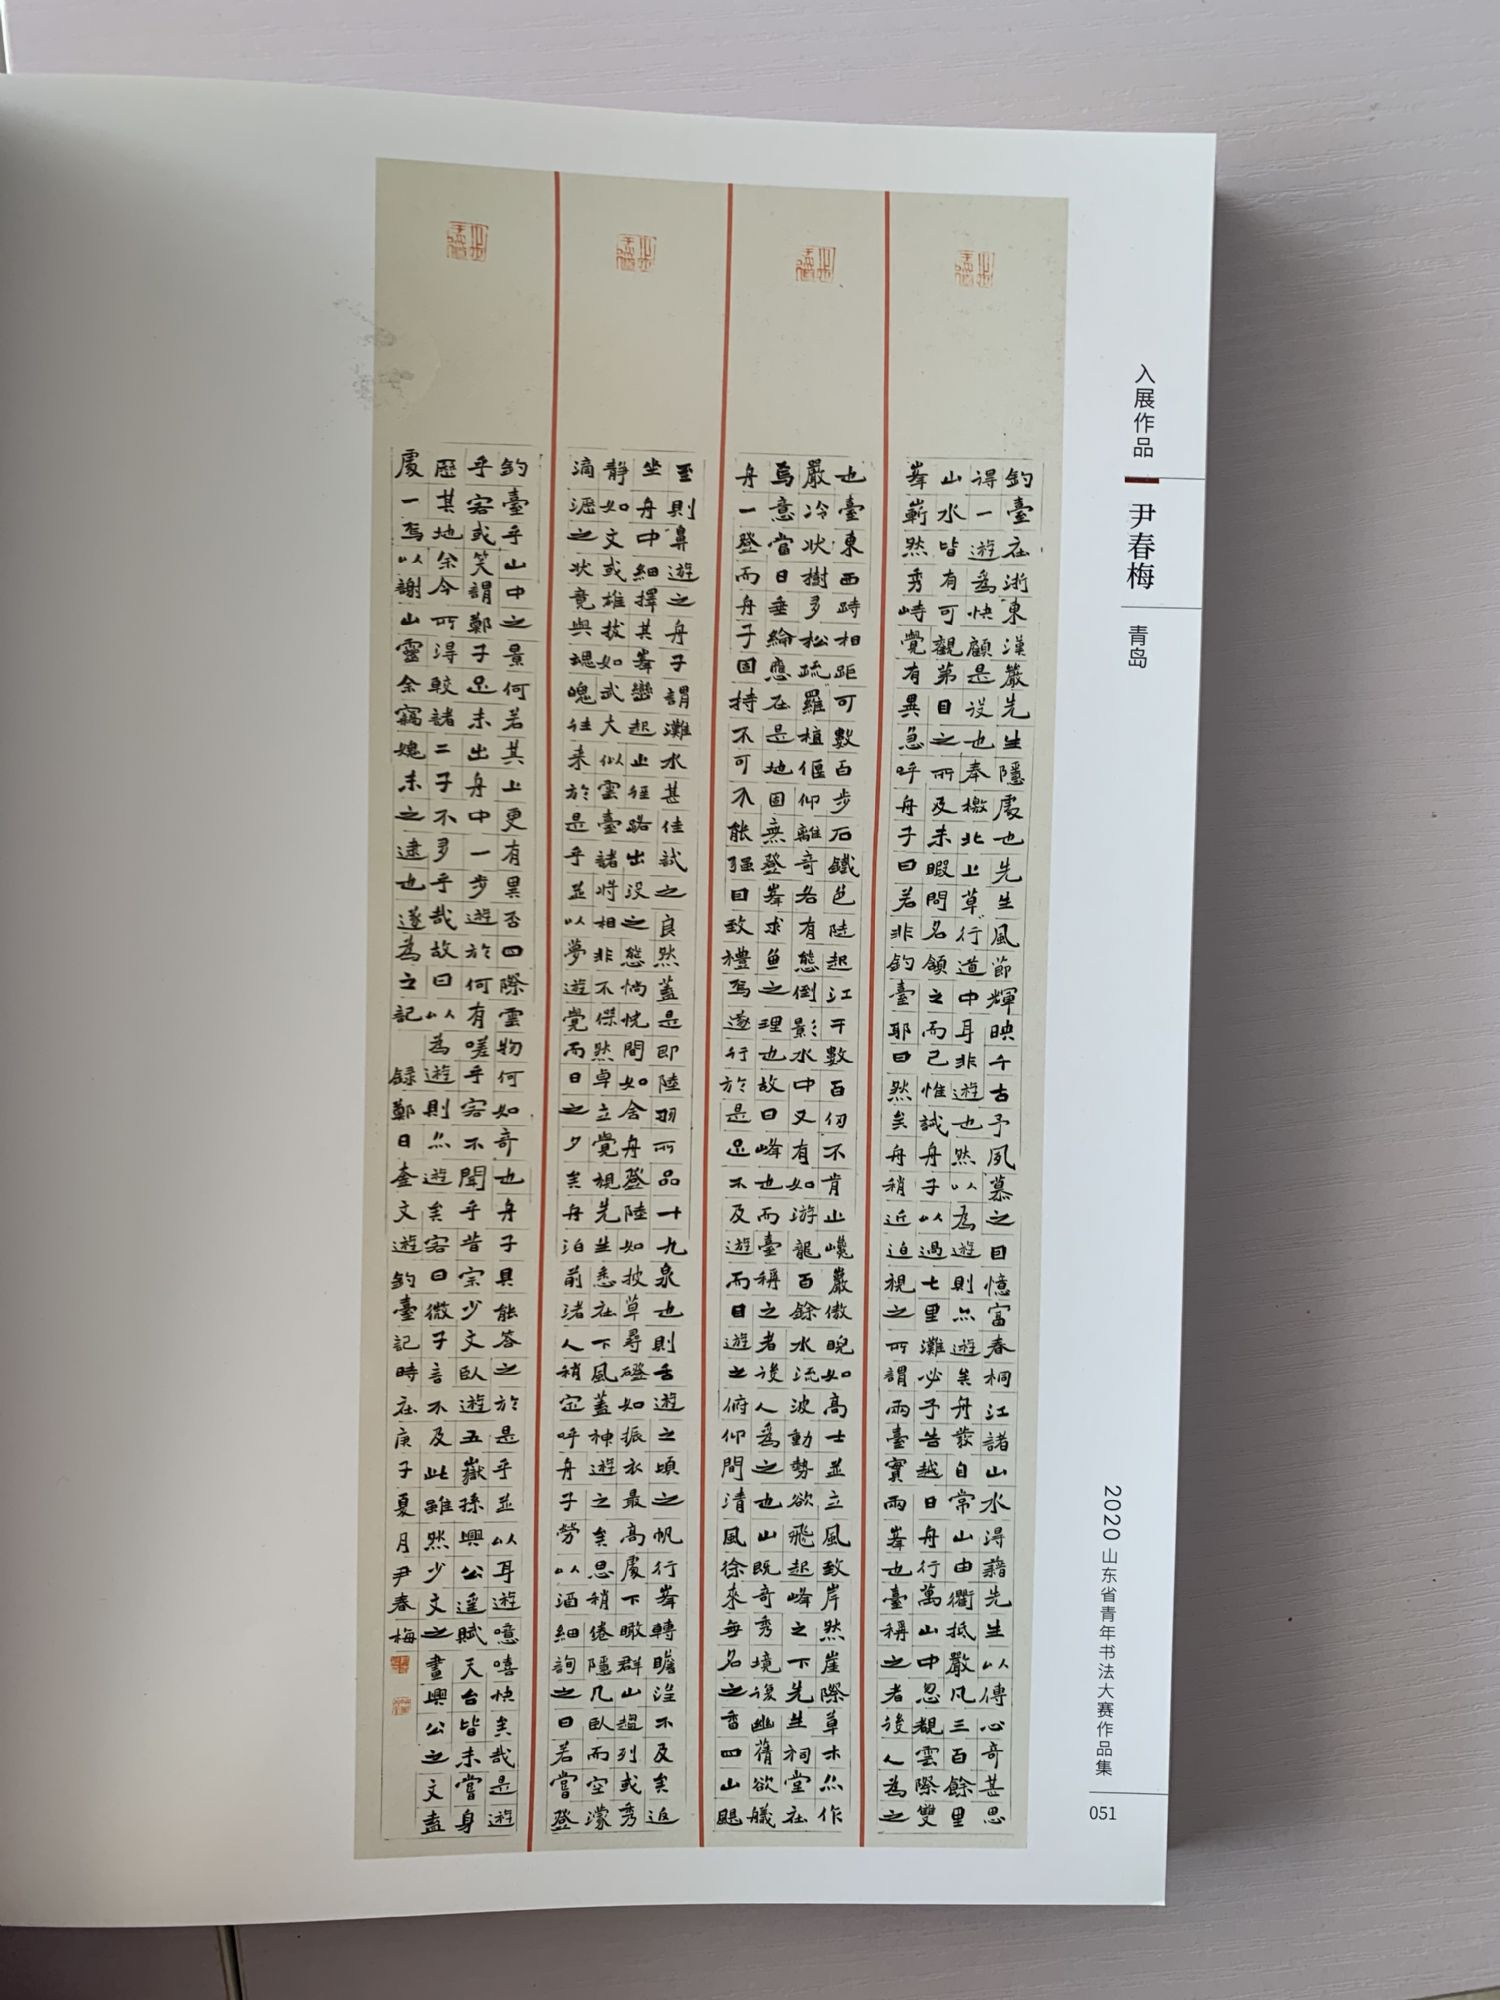 入展作品
尹春梅
青岛
釣臺在浙東漢嚴先生隱處也先生風節輝映千古予夙慕之因憶富春桐江諸山水得藉先生以傳心奇甚思
得一遊為快顧是役也奉檄北上草行道中耳非遊也然以為遊則亦遊矣舟發自常山由衢抵嚴凡三百餘里
山水皆有可觀第目之所及未暇問名頷之而已惟誡舟子以過七里灘必予告越日舟行萬山中忽覩雲際雙
峯嶄然秀峙覺有異急呼舟子曰若非釣臺耶曰然矣舟稍近迫視之所謂兩臺實兩峯也臺稱之者後人為之
也臺東西跱相距可數百步石鐵色陡起江干數百仞不肯止巉巖傲睨如高士並立風致岸然崖際草木亦作
嚴冷狀樹多松疏羅植偃仰離奇各有態倒影水中又有如游龍百餘水流波動勢欲飛起峰之下先生祠堂在
焉意當日垂綸應在是地固無登峯求魚之理也故曰峰也而臺稱之者後人為之也山既奇秀境復幽蒨欲艤
舟一登而舟子固持不可不能强因致禮焉遂行於是足不及遊而目遊之俯仰間清風徐來每名之香四山颸
至則鼻遊之舟子謂灘水甚佳試之良然蓋是即陸羽所品十九泉也則舌遊之頃之帆行峯轉瞻淫不及矣返
坐舟中細擇其峯巒起止徑路出没之態惝恍間如舍舟登陸如披草尋磴如振衣最高處下瞰群山趨列或秀
靜如文或雄拔如武大似雲臺諸將相非不傑然卓立覺視先生悉在下風蓋神遊之矣思稍倦隱几臥而空濛
滴瀝之狀竟與魂魄往來於是乎並以夢遊覺而日之夕矣舟泊前渚人稍定呼舟子勞以酒細詢之曰若嘗登
釣臺乎山中之景何若其上更有異否四際雲物何如奇也舟子具能答之於是乎並以耳遊噫嘻快矣哉是遊
乎客或笑謂鄭子足未出舟中一步遊於何有嗟乎客不聞乎昔宗少文臥遊五嶽孫興公遥賦天台皆未嘗身
歷其地余今所得較諸二子不多乎哉故曰以為遊則亦遊矣客曰微子言不及此雖然少文之畫興公之文盍
處一焉以謝山靈余竊媿未之逮也遂為之記 錄鄭日奎文遊釣臺記時在庚子夏月尹春梅
2020 山东省青年书法大赛作品集
051